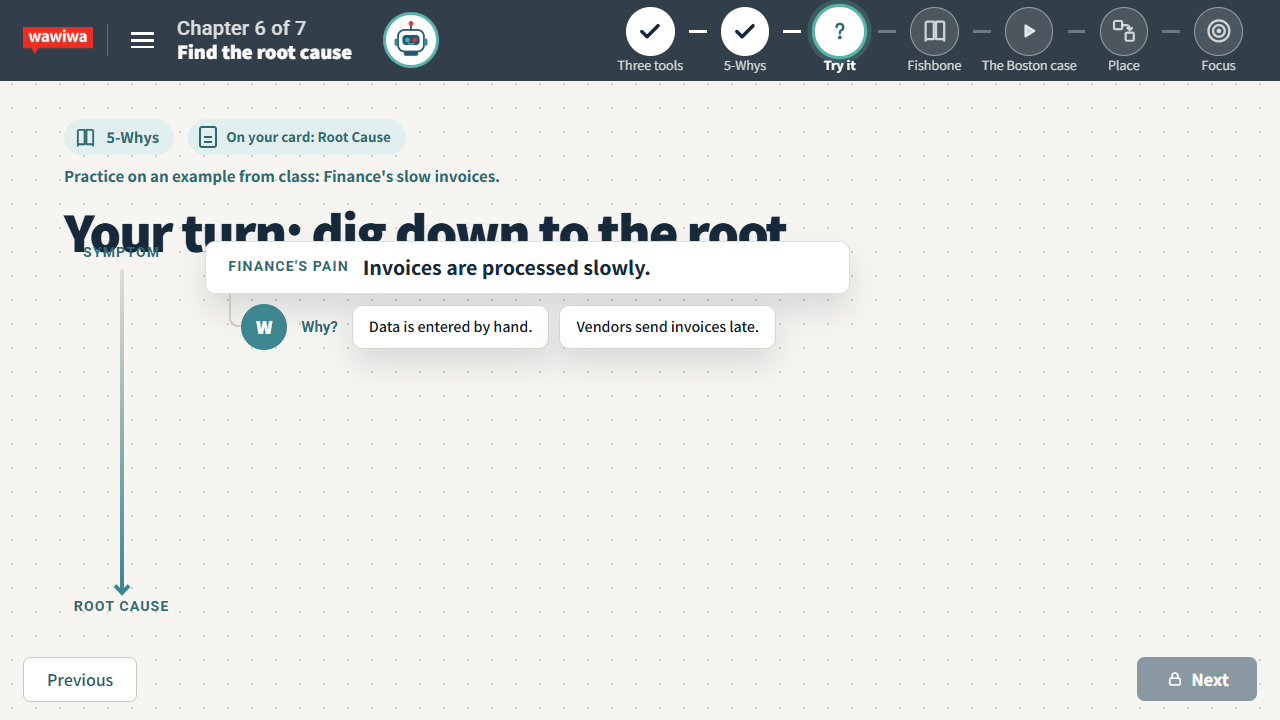 wawiwa
Chapter 6 of 7
Find the root cause
Three tools
5-Whys
?
Try it
Fishbone
The Boston case
Place
Focus
5-Whys
On your card: Root Cause
Practice on an example from class: Finance's slow invoices.
Your turn: dig down to the root
SYMPTOM
FINANCE'S PAIN Invoices are processed slowly.
W Why? Data is entered by hand. Vendors send invoices late.
ROOT CAUSE
Previous
Next